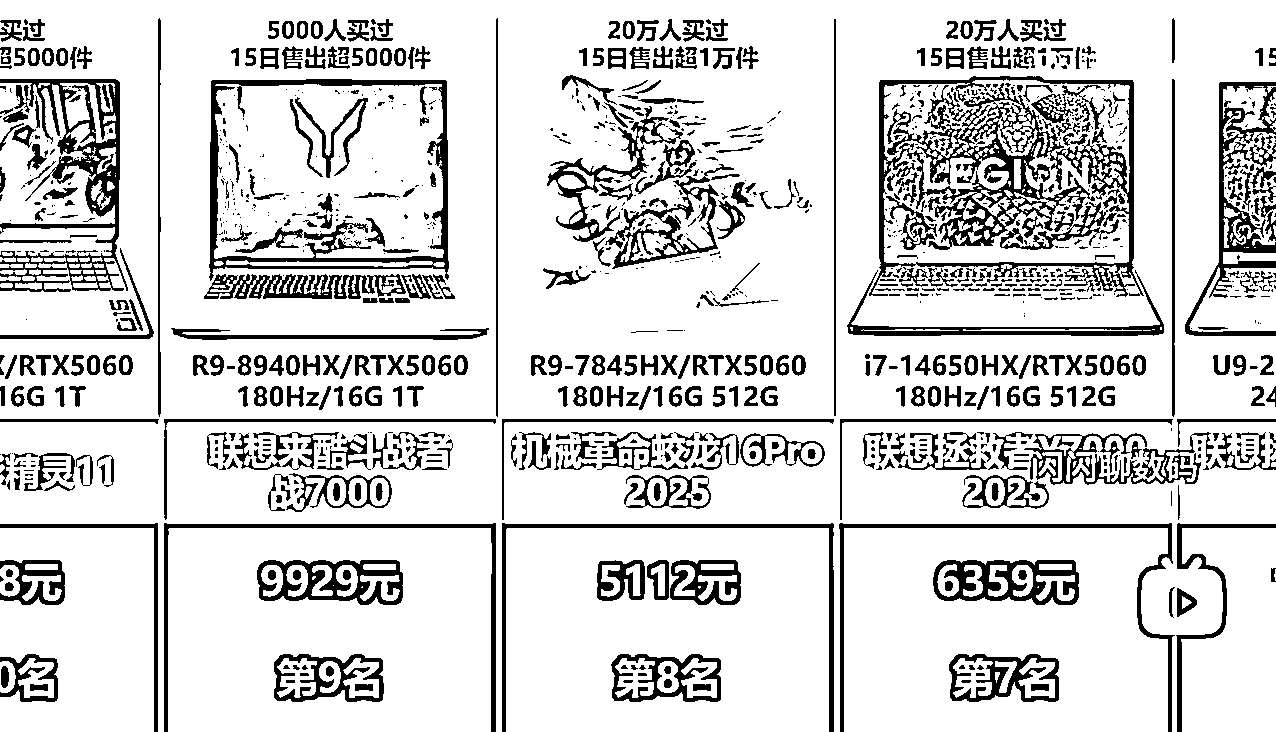 买过
超5000件
X/RTX5060
16G 1T
精灵11
8元
0名
5000人买过
15日售出超5000件
R9-8940HX/RTX5060
180Hz/16G 1T
联想来酷斗战者
战7000
9929元
第9名
20万人买过
15日售出超1万件
R9-7845HX/RTX5060
180Hz/16G 512G
机械革命蛟龙16Pro
2025
5112元
第8名
20万人买过
15日售出超1万件
LEGION
i7-14650HX/RTX5060
180Hz/16G 512G
联想拯救者Y7000
2025
闪闪聊数码
6359元
第7名
15
U9-2
24
联想拯